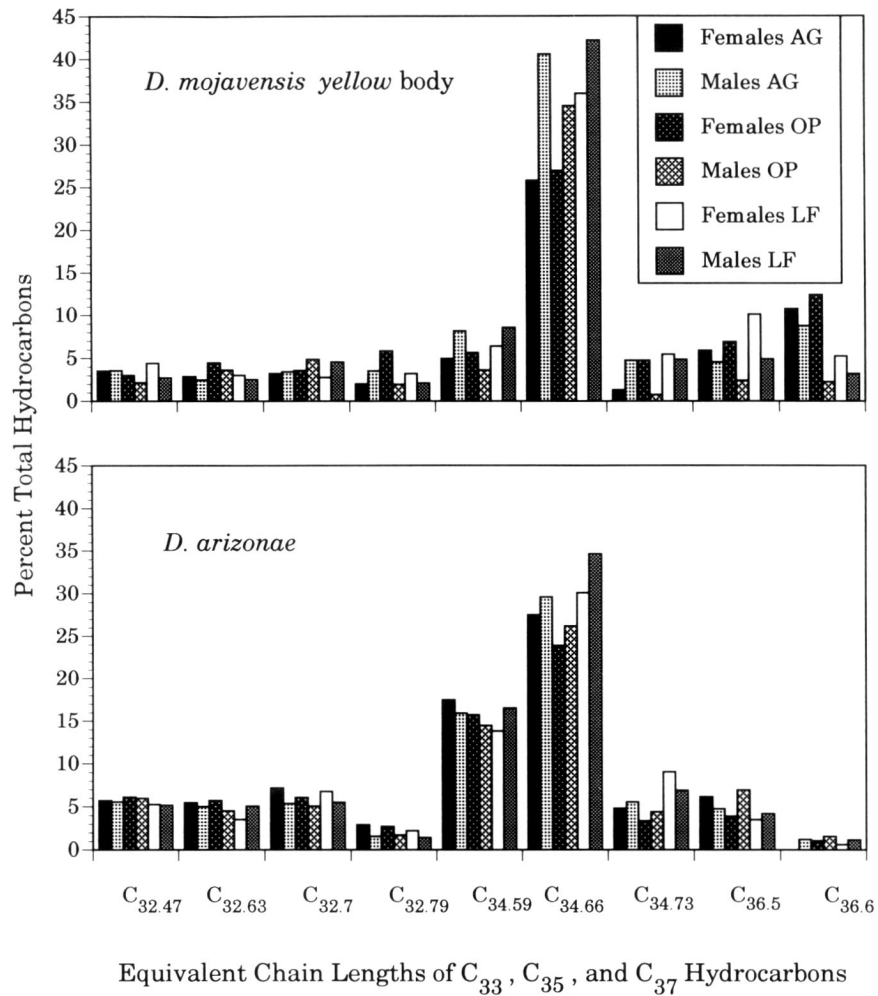 45
40
35
30
25
20
15
10
5
0
D. mojavensis yellow body
Females AG
Males AG
Females OP
Males OP
Females LF
Males LF
Percent Total Hydrocarbons
45
40
35
30
25
20
15
10
5
0
D. arizonae
C32.47 C32.63 C32.7 C32.79 C34.59 C34.66 C34.73 C36.5 C36.6
Equivalent Chain Lengths of C33, C35, and C37 Hydrocarbons